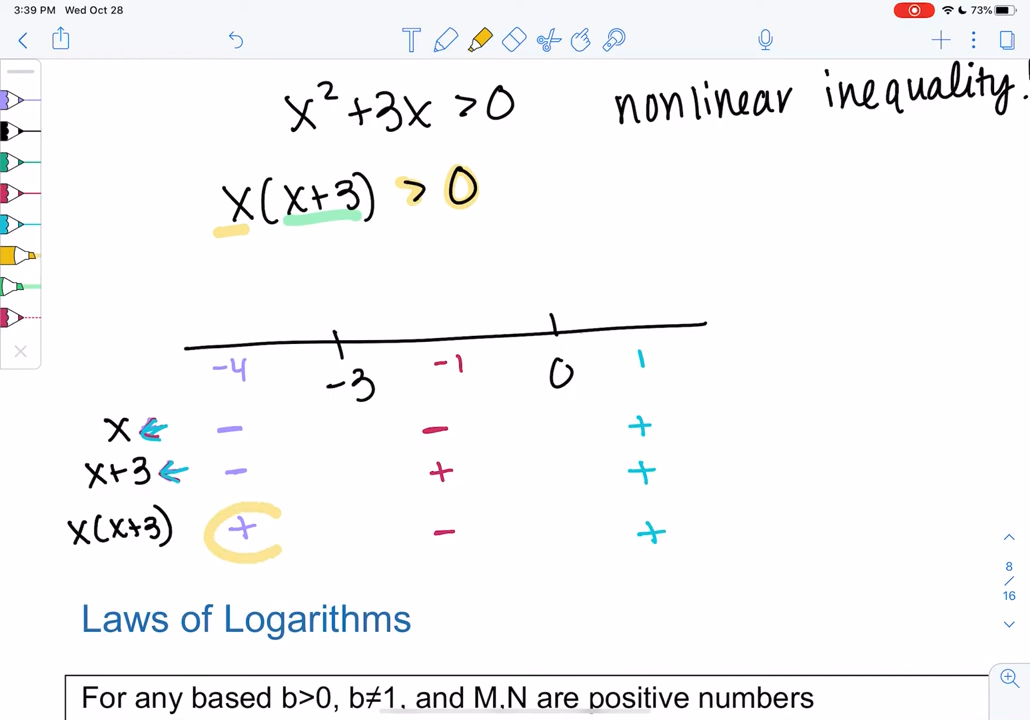 3:39 PM Wed Oct 28
73%
x² + 3x > 0
nonlinear inequality!
x(x+3) > 0
-4 -3 -1 0 1
x - - +
x+3 - + +
x(x+3) + - +
8
/
16
Laws of Logarithms
For any based b>0, b≠1, and M,N are positive numbers